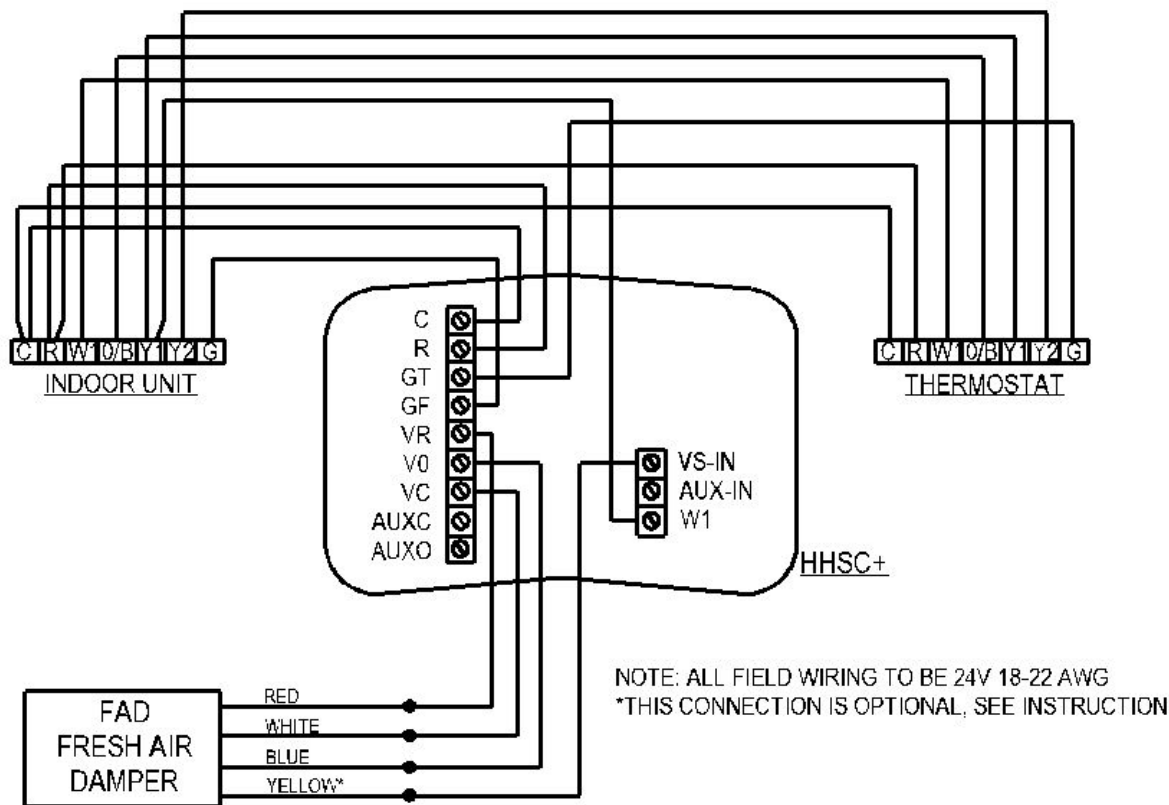 C
R
GT
GF
VR
V0
VC
AUXC
AUXO
C R W1 0/B Y1 Y2 G
INDOOR UNIT
C R W1 0/B Y1 Y2 G
THERMOSTAT
VS-IN
AUX-IN
W1
HHSC+
NOTE: ALL FIELD WIRING TO BE 24V 18-22 AWG
*THIS CONNECTION IS OPTIONAL, SEE INSTRUCTION
FAD
FRESH AIR
DAMPER
RED
WHITE
BLUE
YELLOW*